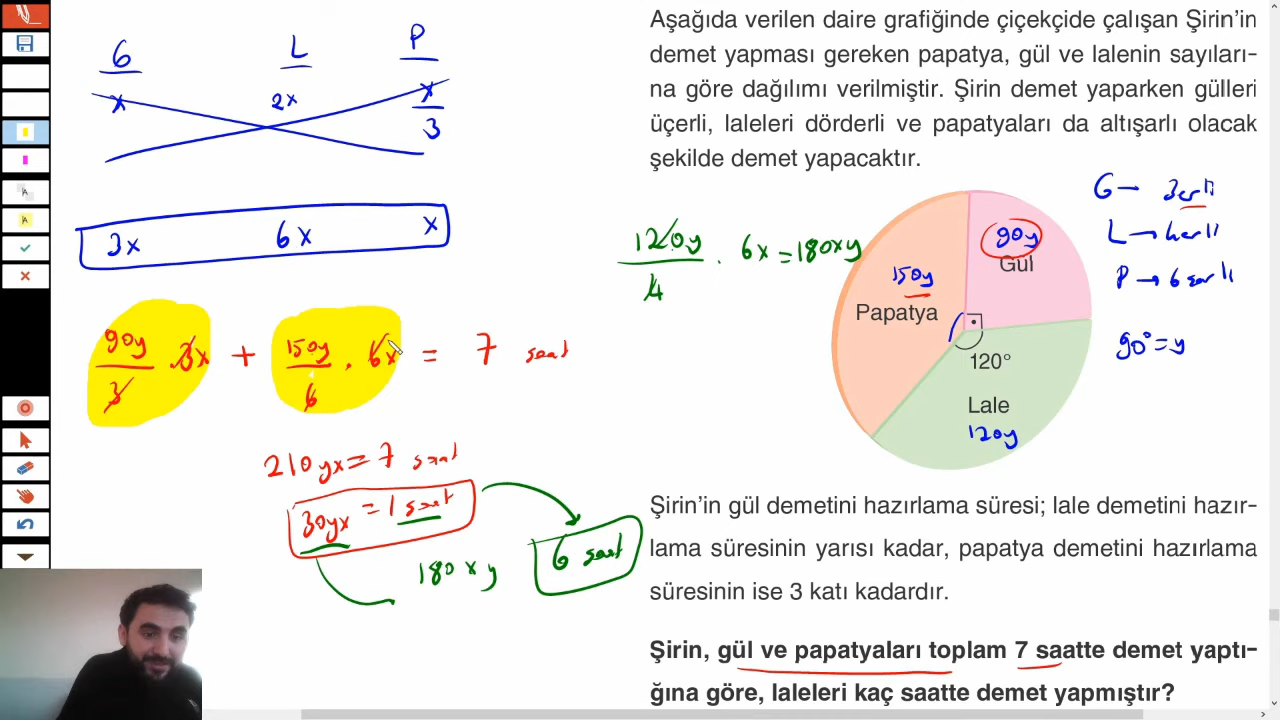 Aşağıda verilen daire grafiğinde çiçekçide çalışan Şirin'in
demet yapması gereken papatya, gül ve lalenin sayıları-
na göre dağılımı verilmiştir. Şirin demet yaparken gülleri
üçerli, laleleri dörderli ve papatyaları da altışarlı olacak
şekilde demet yapacaktır.
G L P
x 2x x/3
3x 6x x
90y/3 . 3x + 150y/6 . 6x = 7 saat
210yx = 7 saat
30yx = 1 saat
180xy
6 saat
120y/4 . 6x = 180xy
90y
Gül
150y
Papatya
120°
Lale
120y
G → 3erli
L → 4erli
P → 6şarlı
90° = y
Şirin'in gül demetini hazırlama süresi; lale demetini hazır-
lama süresinin yarısı kadar, papatya demetini hazırlama
süresinin ise 3 katı kadardır.
Şirin, gül ve papatyaları toplam 7 saatte demet yaptı-
ğına göre, laleleri kaç saatte demet yapmıştır?